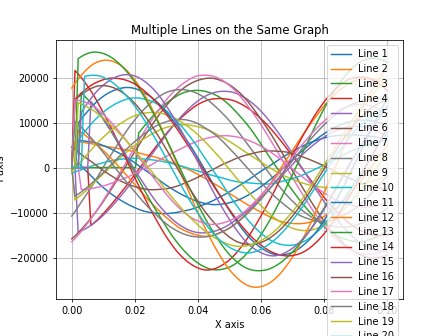 Multiple Lines on the Same Graph
20000
10000
0
−10000
−20000
0.00
0.02
0.04
0.06
X axis
Line 1
Line 2
Line 3
Line 4
Line 5
Line 6
Line 7
Line 8
Line 9
Line 10
Line 11
Line 12
Line 13
Line 14
Line 15
Line 16
Line 17
Line 18
Line 19
Line 20